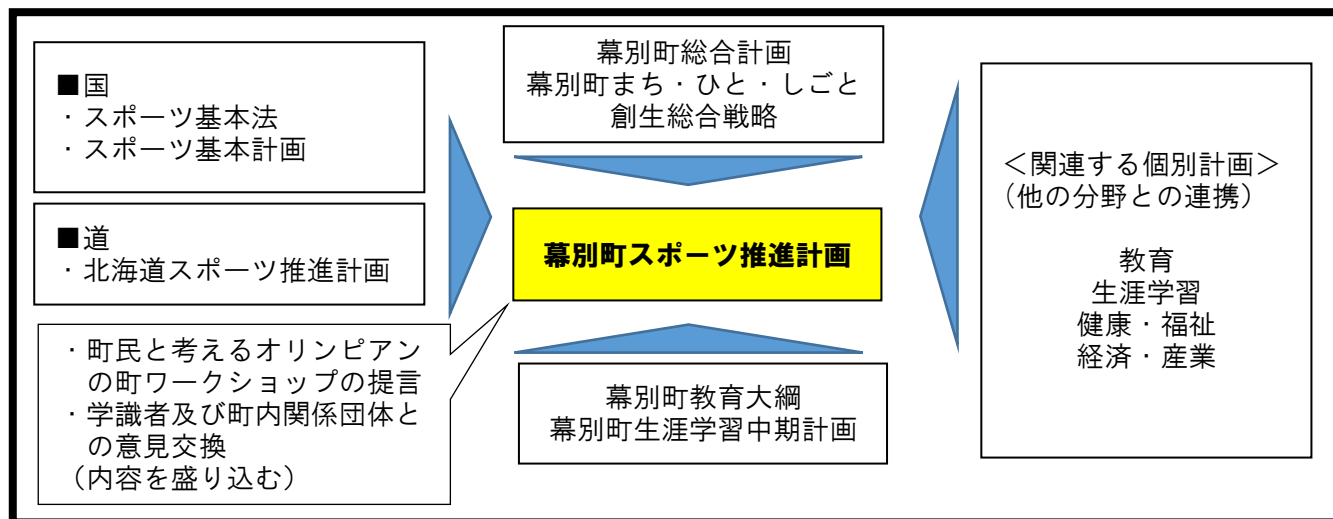 ■国
・スポーツ基本法
・スポーツ基本計画
■道
・北海道スポーツ推進計画
・町民と考えるオリンピアン
の町ワークショップの提言
・学識者及び町内関係団体と
の意見交換
（内容を盛り込む）
幕別町総合計画
幕別町まち・ひと・しごと
創生総合戦略
幕別町スポーツ推進計画
幕別町教育大綱
幕別町生涯学習中期計画
＜関連する個別計画＞
（他の分野との連携）
教育
生涯学習
健康・福祉
経済・産業